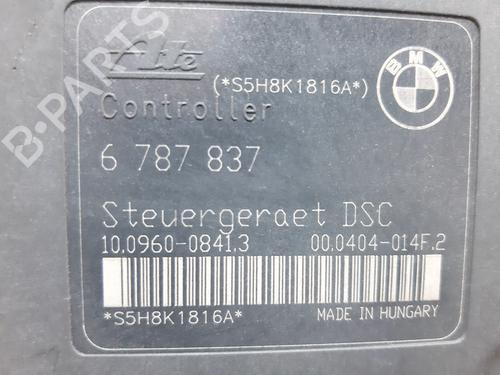 Ate
(*S5H8K1816A*)
BMW
Controller
6 787 837
Steuergeraet DSC
10.0960-0841.3
00.0404-014F.2
*S5H8K1816A*
MADE IN HUNGARY
B-PARTS